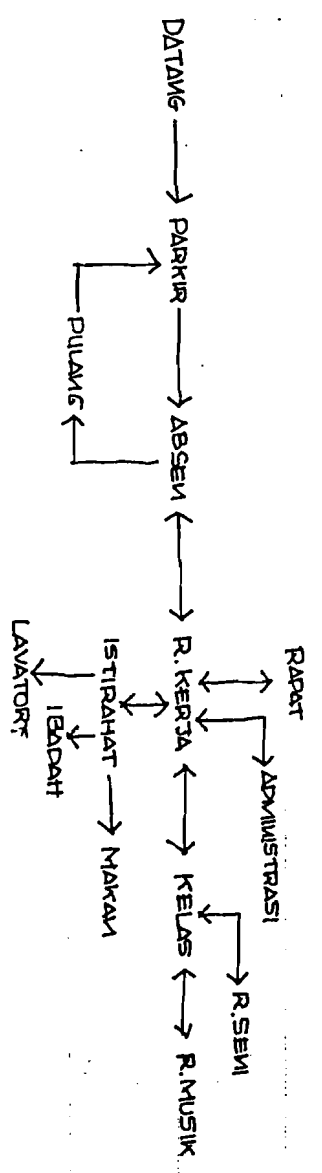 DATANG
PARKIR
ABSEN
PULANG
R.KERJA
RAPAT
ADMINISTRASI
ISTIRAHAT
LAVATORY
IBADAH
MAKAN
KELAS
R.SENI
R.MUSIK